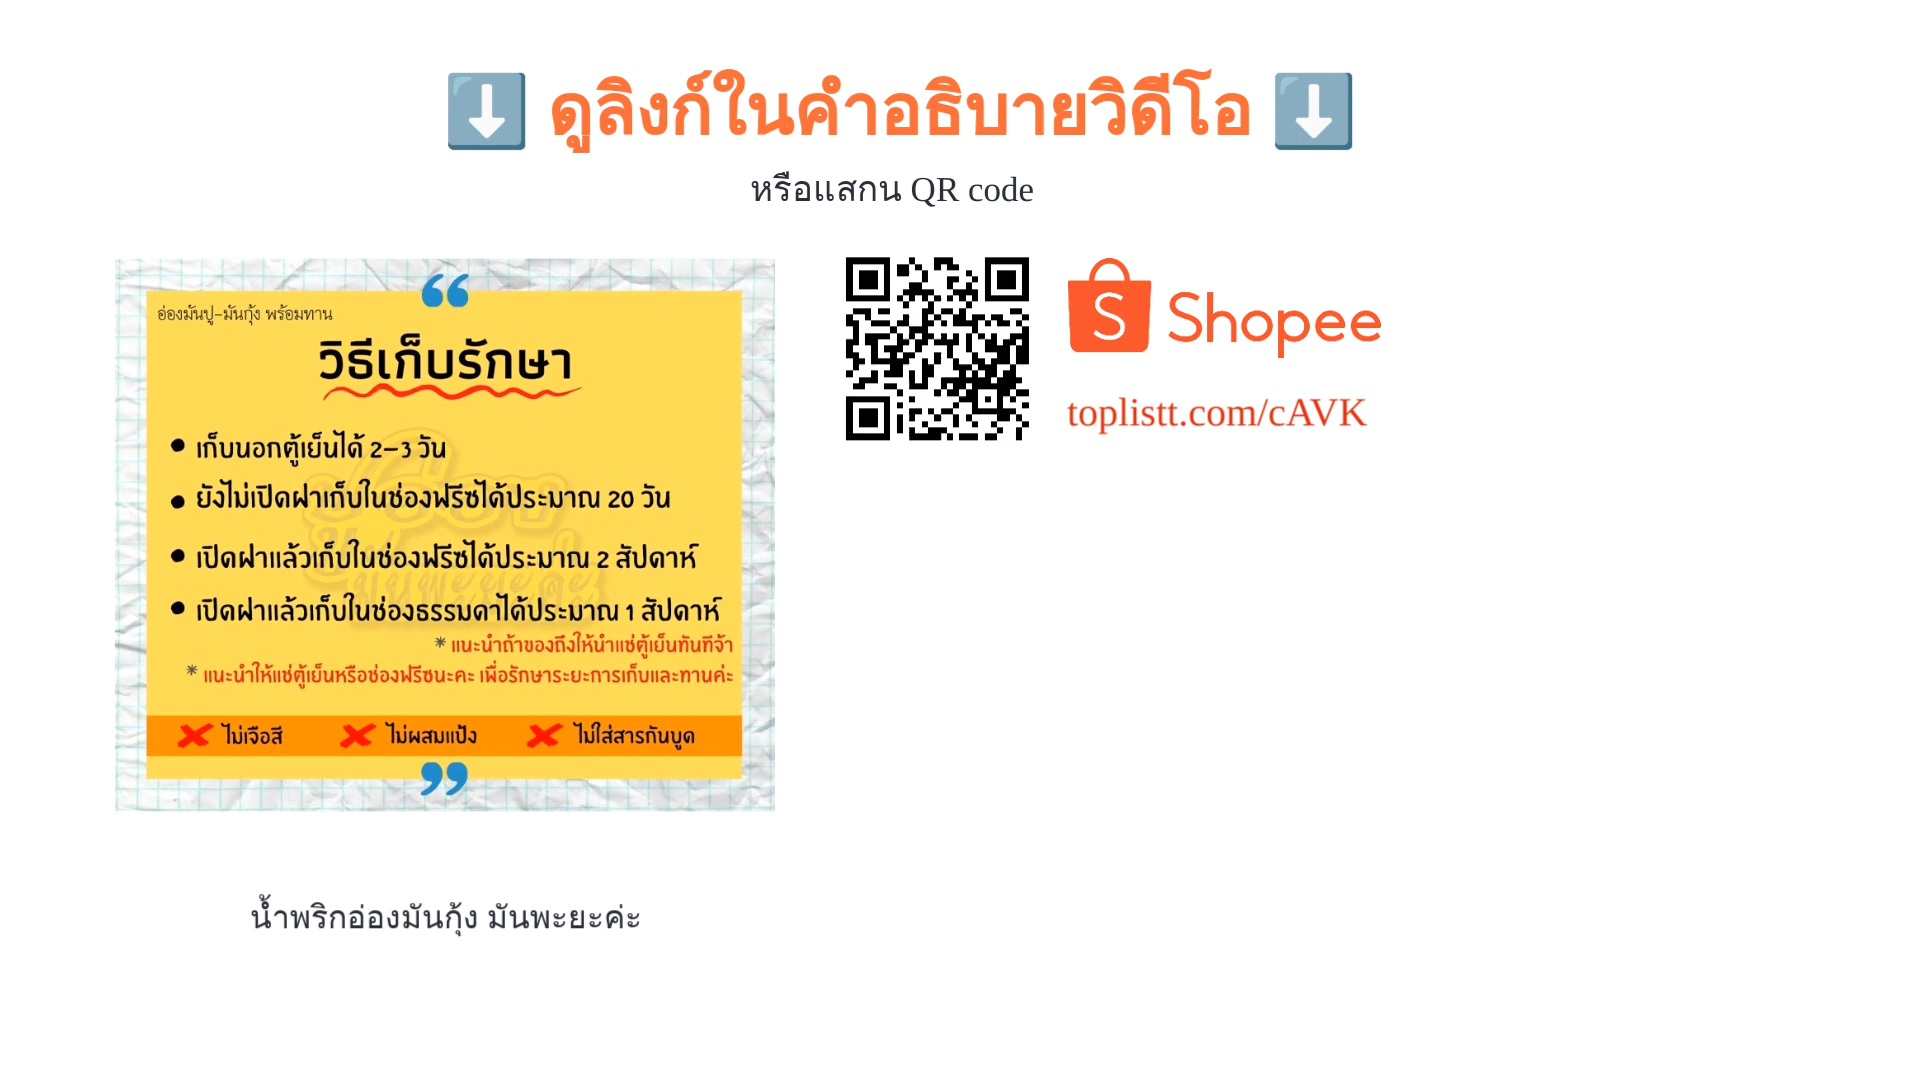 ⬇️ ดูลิงก์ในคำอธิบายวิดีโอ ⬇️
หรือแสกน QR code
อ่องมันปู-มันกุ้ง พร้อมทาน
วิธีเก็บรักษา
• เก็บนอกตู้เย็นได้ 2-3 วัน
• ยังไม่เปิดฝาเก็บในช่องฟรีซได้ประมาณ 20 วัน
• เปิดฝาแล้วเก็บในช่องฟรีซได้ประมาณ 2 สัปดาห์
• เปิดฝาแล้วเก็บในช่องธรรมดาได้ประมาณ 1 สัปดาห์
* แนะนำถ้าของถึงให้นำแช่ตู้เย็นทันทีจ้า
* แนะนำให้แช่ตู้เย็นหรือช่องฟรีซนะคะ เพื่อรักษาระยะการเก็บและทานค่ะ
❌ ไม่เจือสี ❌ ไม่ผสมแป้ง ❌ ไม่ใส่สารกันบูด
Shopee
toplistt.com/cAVK
น้ำพริกอ่องมันกุ้ง มันพะยะค่ะ